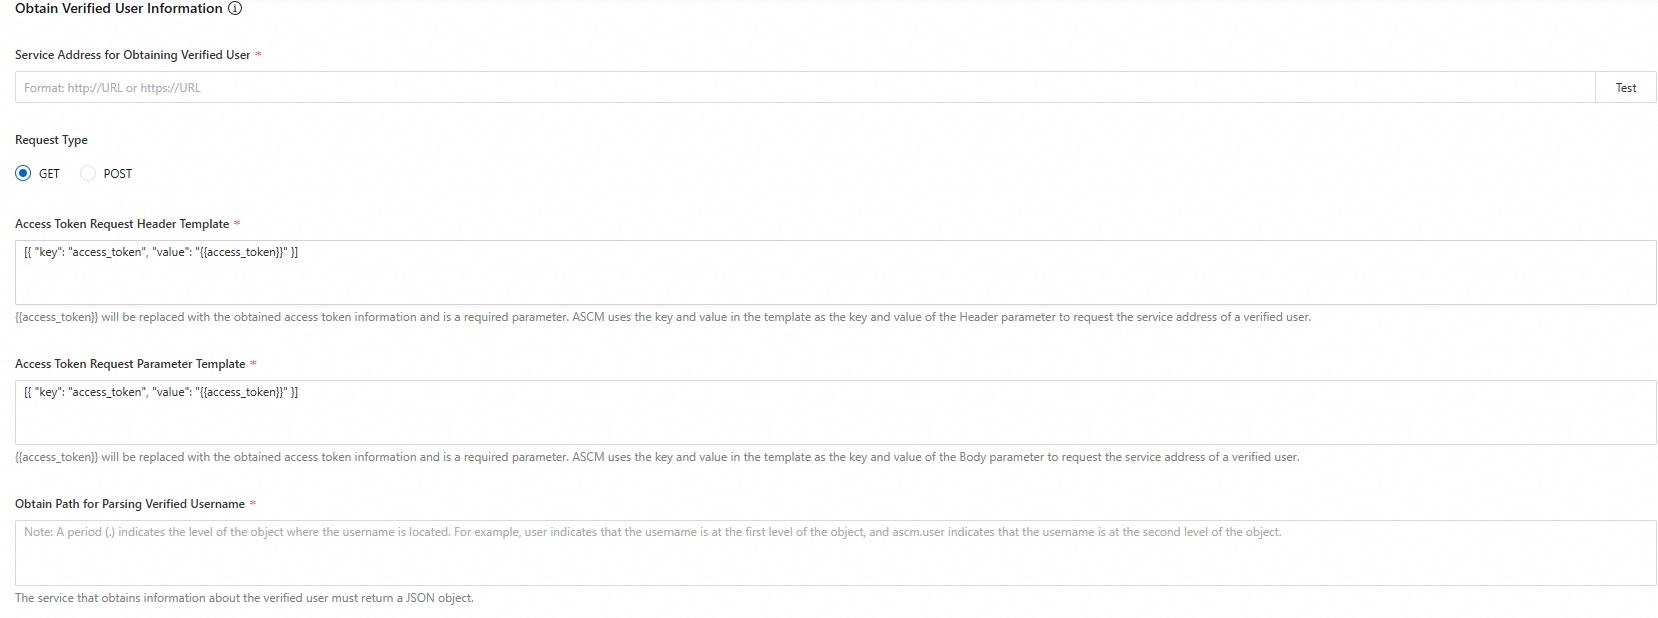 Obtain Verified User Information
Service Address for Obtaining Verified User *
Format: http://URL or https://URL
Test
Request Type
GET POST
Access Token Request Header Template *
[{ "key": "access_token", "value": "{{access_token}}" }]
{{access_token}} will be replaced with the obtained access token information and is a required parameter. ASCM uses the key and value in the template as the key and value of the Header parameter to request the service address of a verified user.
Access Token Request Parameter Template *
[{ "key": "access_token", "value": "{{access_token}}" }]
{{access_token}} will be replaced with the obtained access token information and is a required parameter. ASCM uses the key and value in the template as the key and value of the Body parameter to request the service address of a verified user.
Obtain Path for Parsing Verified Username *
Note: A period (.) indicates the level of the object where the username is located. For example, user indicates that the username is at the first level of the object, and ascm.user indicates that the username is at the second level of the object.
The service that obtains information about the verified user must return a JSON object.